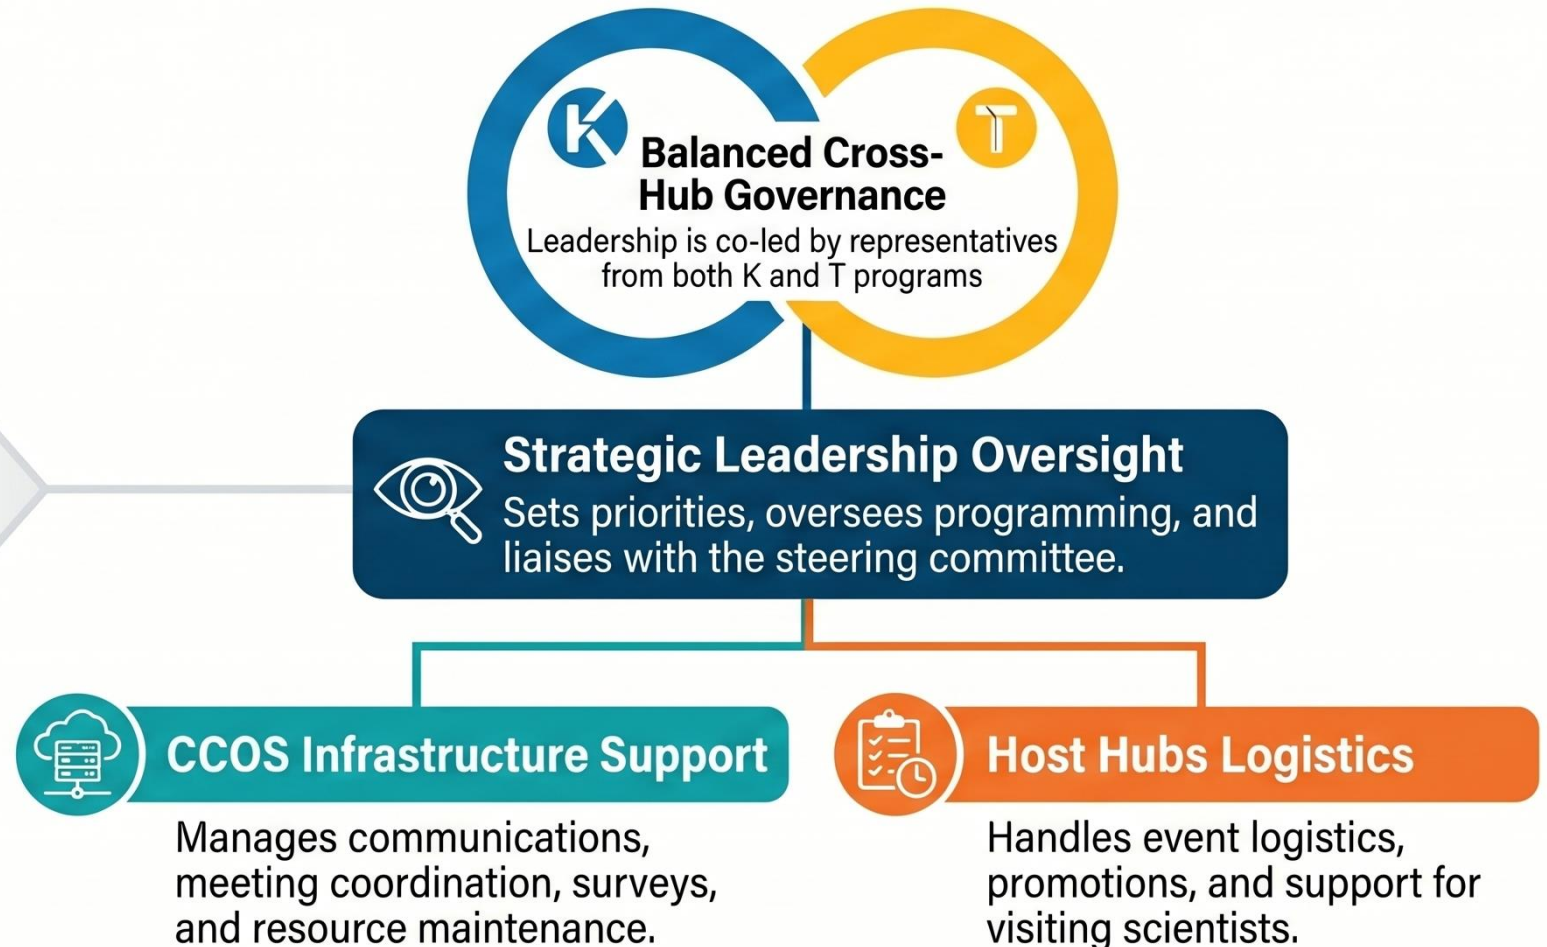 K
T
Balanced Cross-
Hub Governance
Leadership is co-led by representatives
from both K and T programs
Strategic Leadership Oversight
Sets priorities, oversees programming, and
liaises with the steering committee.
CCOS Infrastructure Support
Manages communications,
meeting coordination, surveys,
and resource maintenance.
Host Hubs Logistics
Handles event logistics,
promotions, and support for
visiting scientists.